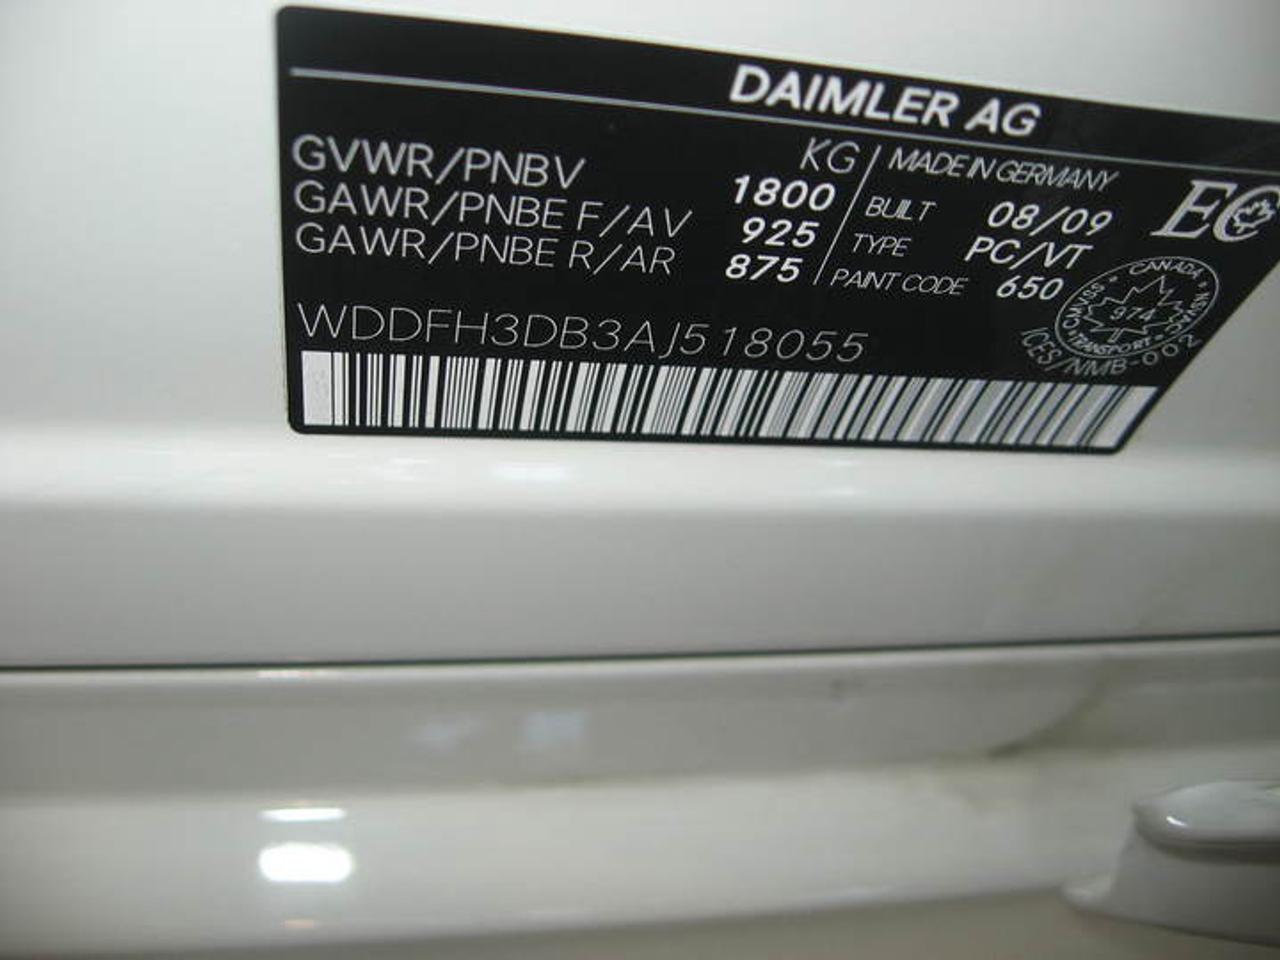 DAIMLER AG
KG
GVWR/PNBV 1800
GAWR/PNBE F/AV 925
GAWR/PNBE R/AR 875
MADE IN GERMANY
BUILT 08/09
TYPE PC/VT
PAINT CODE 650
EC
CANADA
974
TRANSPORT
ICES/NMB-002
WDDFH3DB3AJ518055